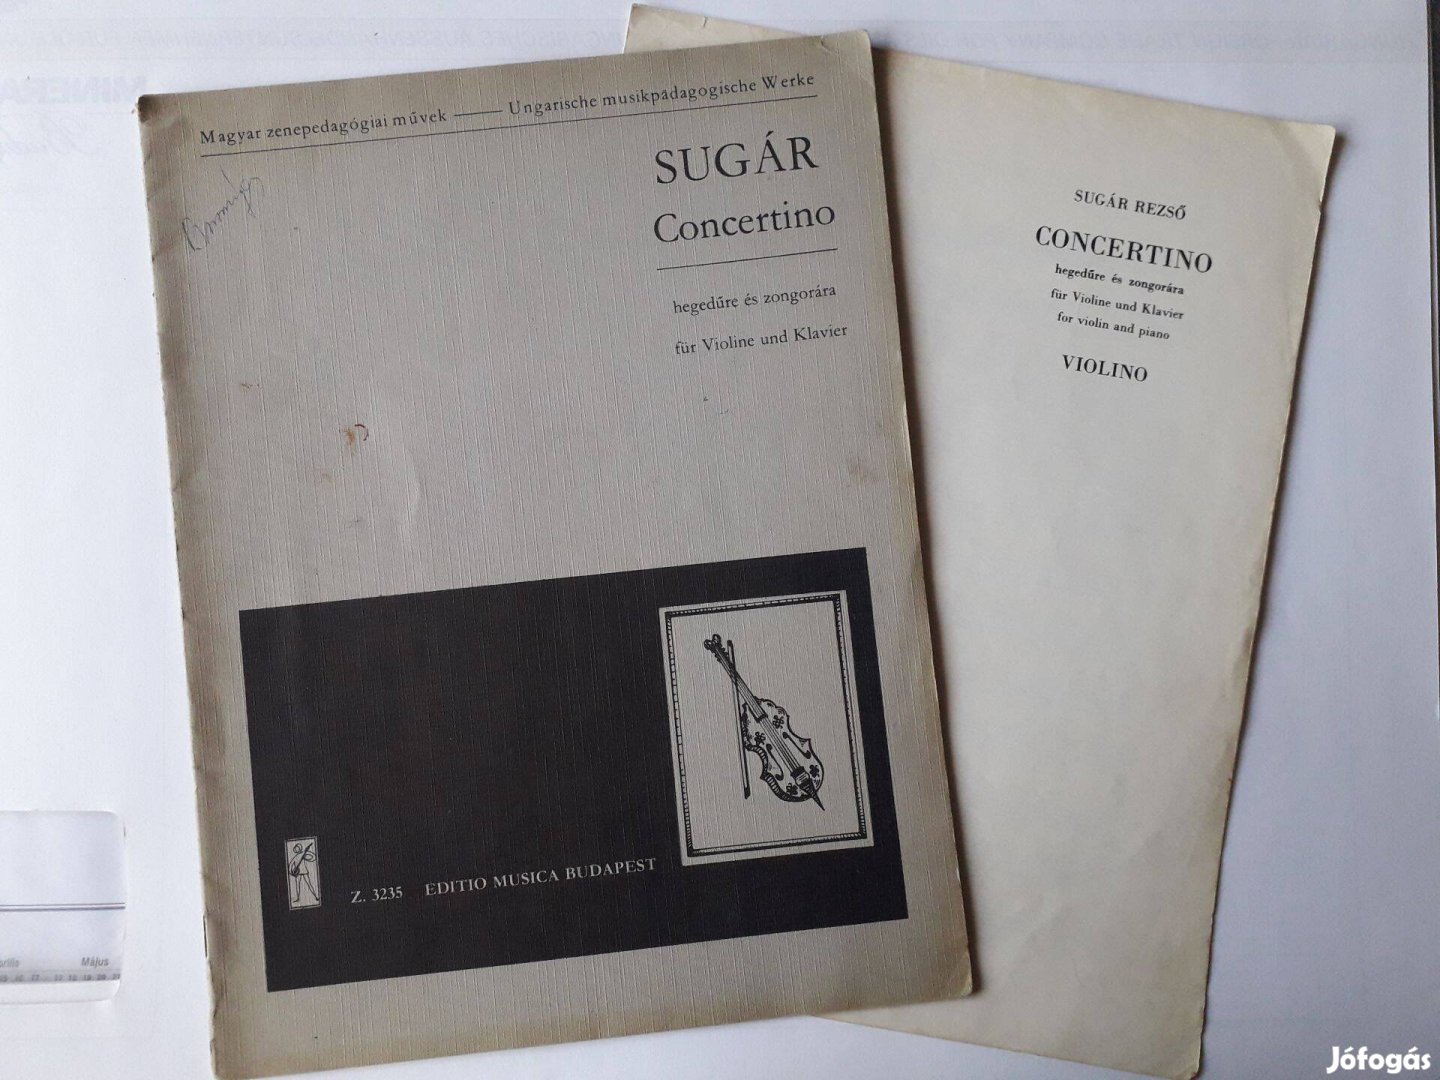 Magyar zenepedagógiai művek —— Ungarische musikpädagogische Werke
SUGÁR
Concertino
hegedűre és zongorára
für Violine und Klavier
Z. 3235 EDITIO MUSICA BUDAPEST
SUGÁR REZSŐ
CONCERTINO
hegedűre és zongorára
für Violine und Klavier
for violin and piano
VIOLINO
Május
Jófogás